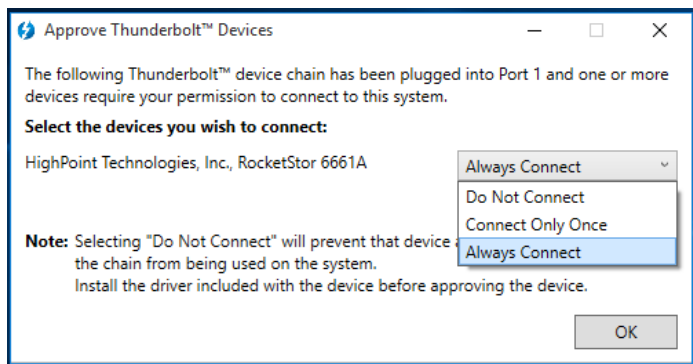 Approve Thunderbolt™ Devices
The following Thunderbolt™ device chain has been plugged into Port 1 and one or more
devices require your permission to connect to this system.
Select the devices you wish to connect:
HighPoint Technologies, Inc., RocketStor 6661A
Always Connect
Do Not Connect
Connect Only Once
Always Connect
Note: Selecting "Do Not Connect" will prevent that device
the chain from being used on the system.
Install the driver included with the device before approving the device.
OK